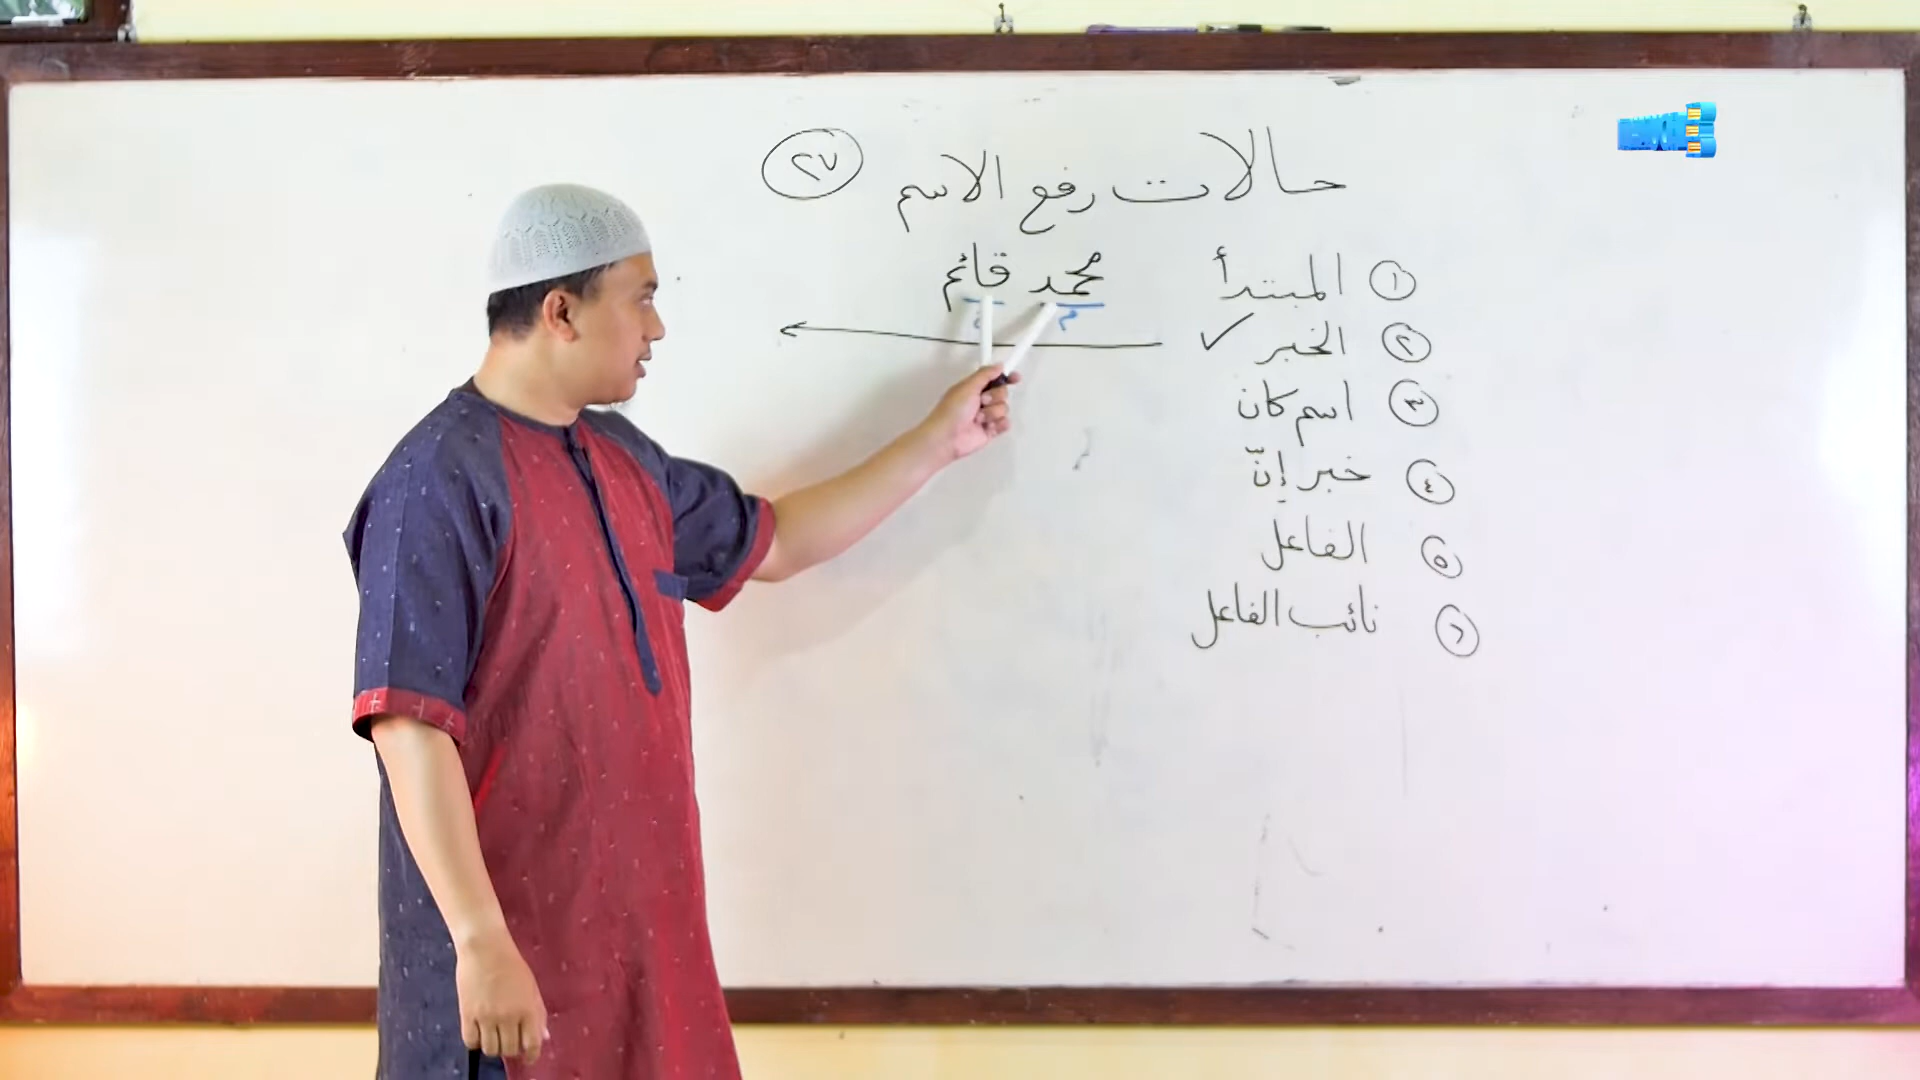 حالات رفع الاسم ٢٧
١ المبتدأ محمد قائم
م
٢ الخبر ✓
٣ اسم كان
٤ خبر إنّ
٥ الفاعل
٦ نائب الفاعل